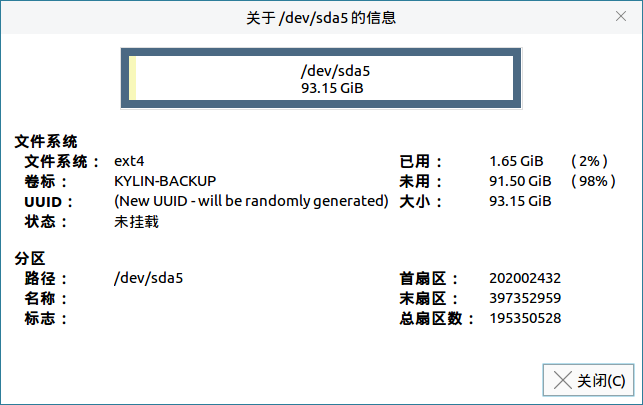 关于 /dev/sda5 的信息
/dev/sda5
93.15 GiB
文件系统
文件系统： ext4 已用： 1.65 GiB ( 2% )
卷标： KYLIN-BACKUP 未用： 91.50 GiB ( 98% )
UUID： (New UUID - will be randomly generated) 大小： 93.15 GiB
状态： 未挂载
分区
路径： /dev/sda5 首扇区： 202002432
名称： 末扇区： 397352959
标志： 总扇区数： 195350528
关闭(C)